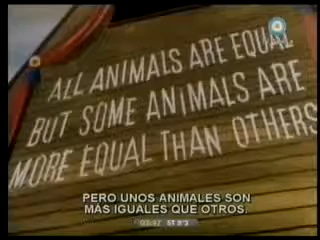 ALL ANIMALS ARE EQUAL
BUT SOME ANIMALS ARE
MORE EQUAL THAN OTHERS
PERO UNOS ANIMALES SON
MÁS IGUALES QUE OTROS.